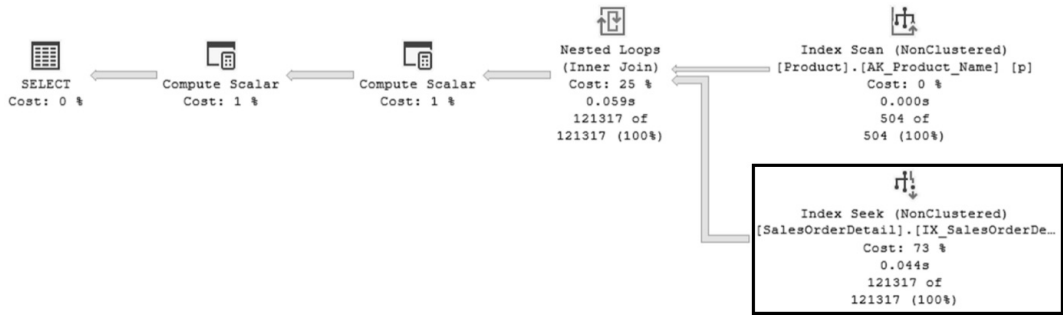 SELECT
Cost: 0 %
Compute Scalar
Cost: 1 %
Compute Scalar
Cost: 1 %
Nested Loops
(Inner Join)
Cost: 25 %
0.059s
121317 of
121317 (100%)
Index Scan (NonClustered)
[Product].[AK_Product_Name] [p]
Cost: 0 %
0.000s
504 of
504 (100%)
Index Seek (NonClustered)
[SalesOrderDetail].[IX_SalesOrderDe…
Cost: 73 %
0.044s
121317 of
121317 (100%)